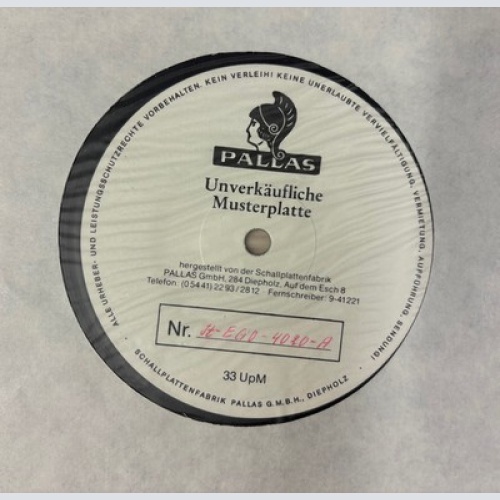 ALLE URHEBER- UND LEISTUNGSSCHUTZRECHTE VORBEHALTEN. KEIN VERLEIH! KEINE UNERLAUBTE VERVIELFÄLTIGUNG, VERMIETUNG, AUFFÜHRUNG, SENDUNG!
PALLAS
Unverkäufliche
Musterplatte
hergestellt von der Schallplattenfabrik
PALLAS GmbH, 284 Diepholz, Auf dem Esch 8
Telefon: (05441) 2293/2812 Fernschreiber: 9-41221
Nr. H-EGO-4020-A
33 UpM
· SCHALLPLATTENFABRIK PALLAS G.M.B.H., DIEPHOLZ ·